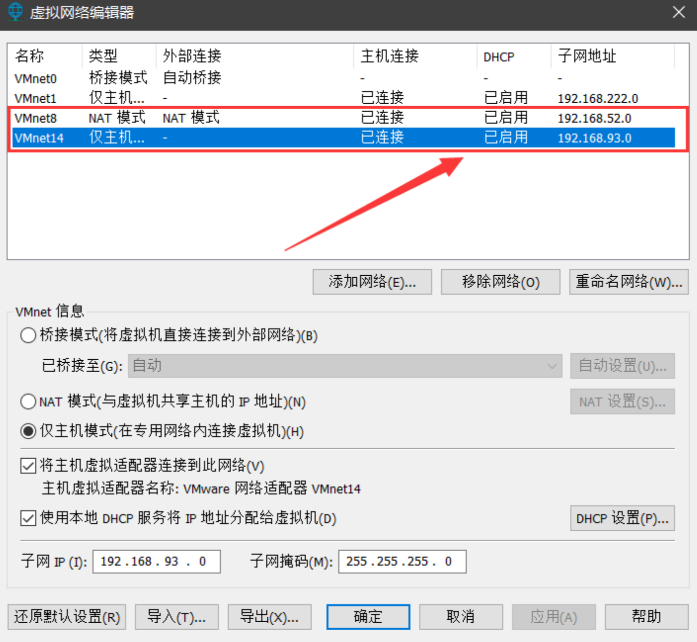 虚拟网络编辑器
名称 类型 外部连接 主机连接 DHCP 子网地址
VMnet0 桥接模式 自动桥接 - - -
VMnet1 仅主机... - 已连接 已启用 192.168.222.0
VMnet8 NAT 模式 NAT 模式 已连接 已启用 192.168.52.0
VMnet14 仅主机... - 已连接 已启用 192.168.93.0
添加网络(E)... 移除网络(O) 重命名网络(W)...
VMnet 信息
桥接模式(将虚拟机直接连接到外部网络)(B)
已桥接至(G): 自动 自动设置(U)...
NAT 模式(与虚拟机共享主机的 IP 地址)(N) NAT 设置(S)...
仅主机模式(在专用网络内连接虚拟机)(H)
将主机虚拟适配器连接到此网络(V)
主机虚拟适配器名称: VMware 网络适配器 VMnet14
使用本地 DHCP 服务将 IP 地址分配给虚拟机(D) DHCP 设置(P)...
子网 IP (I): 192.168. 93 . 0 子网掩码(M): 255.255.255. 0
还原默认设置(R) 导入(T)... 导出(X)... 确定 取消 应用(A) 帮助